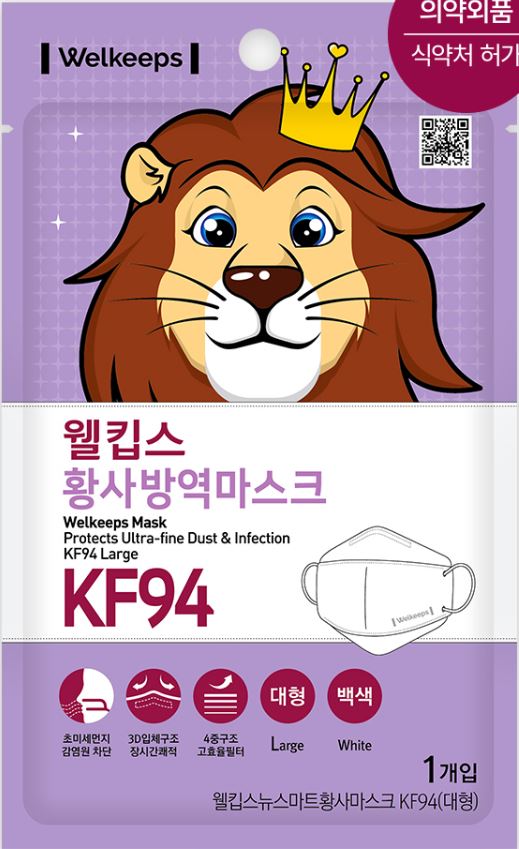 의약외품
식약처 허가
Welkeeps
웰킵스
황사방역마스크
Welkeeps Mask
Protects Ultra-fine Dust & Infection
KF94 Large
KF94
Welkeeps
초미세먼지
감염원 차단
3D입체구조
장시간쾌적
4중구조
고효율필터
대형
Large
백색
White
1개입
웰킵스뉴스마트황사마스크 KF94(대형)